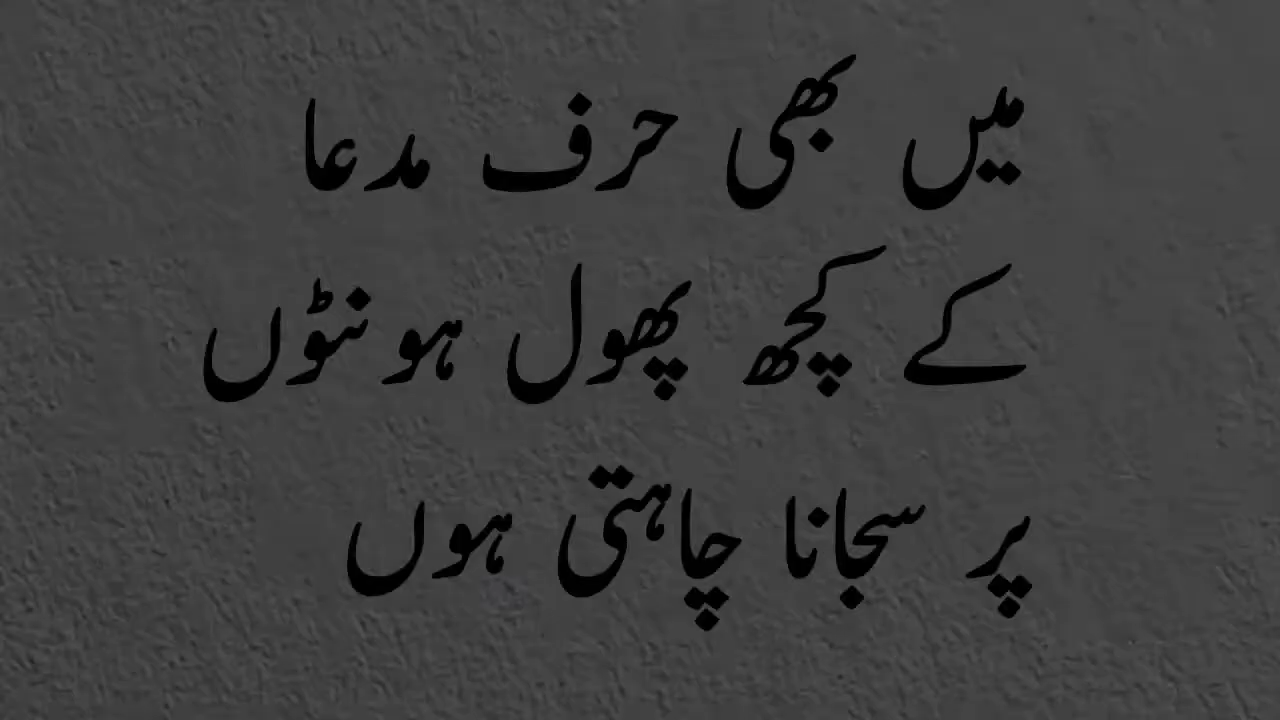 میں بھی حرف مدعا
کے کچھ پھول ہونٹوں
پر سجانا چاہتی ہوں